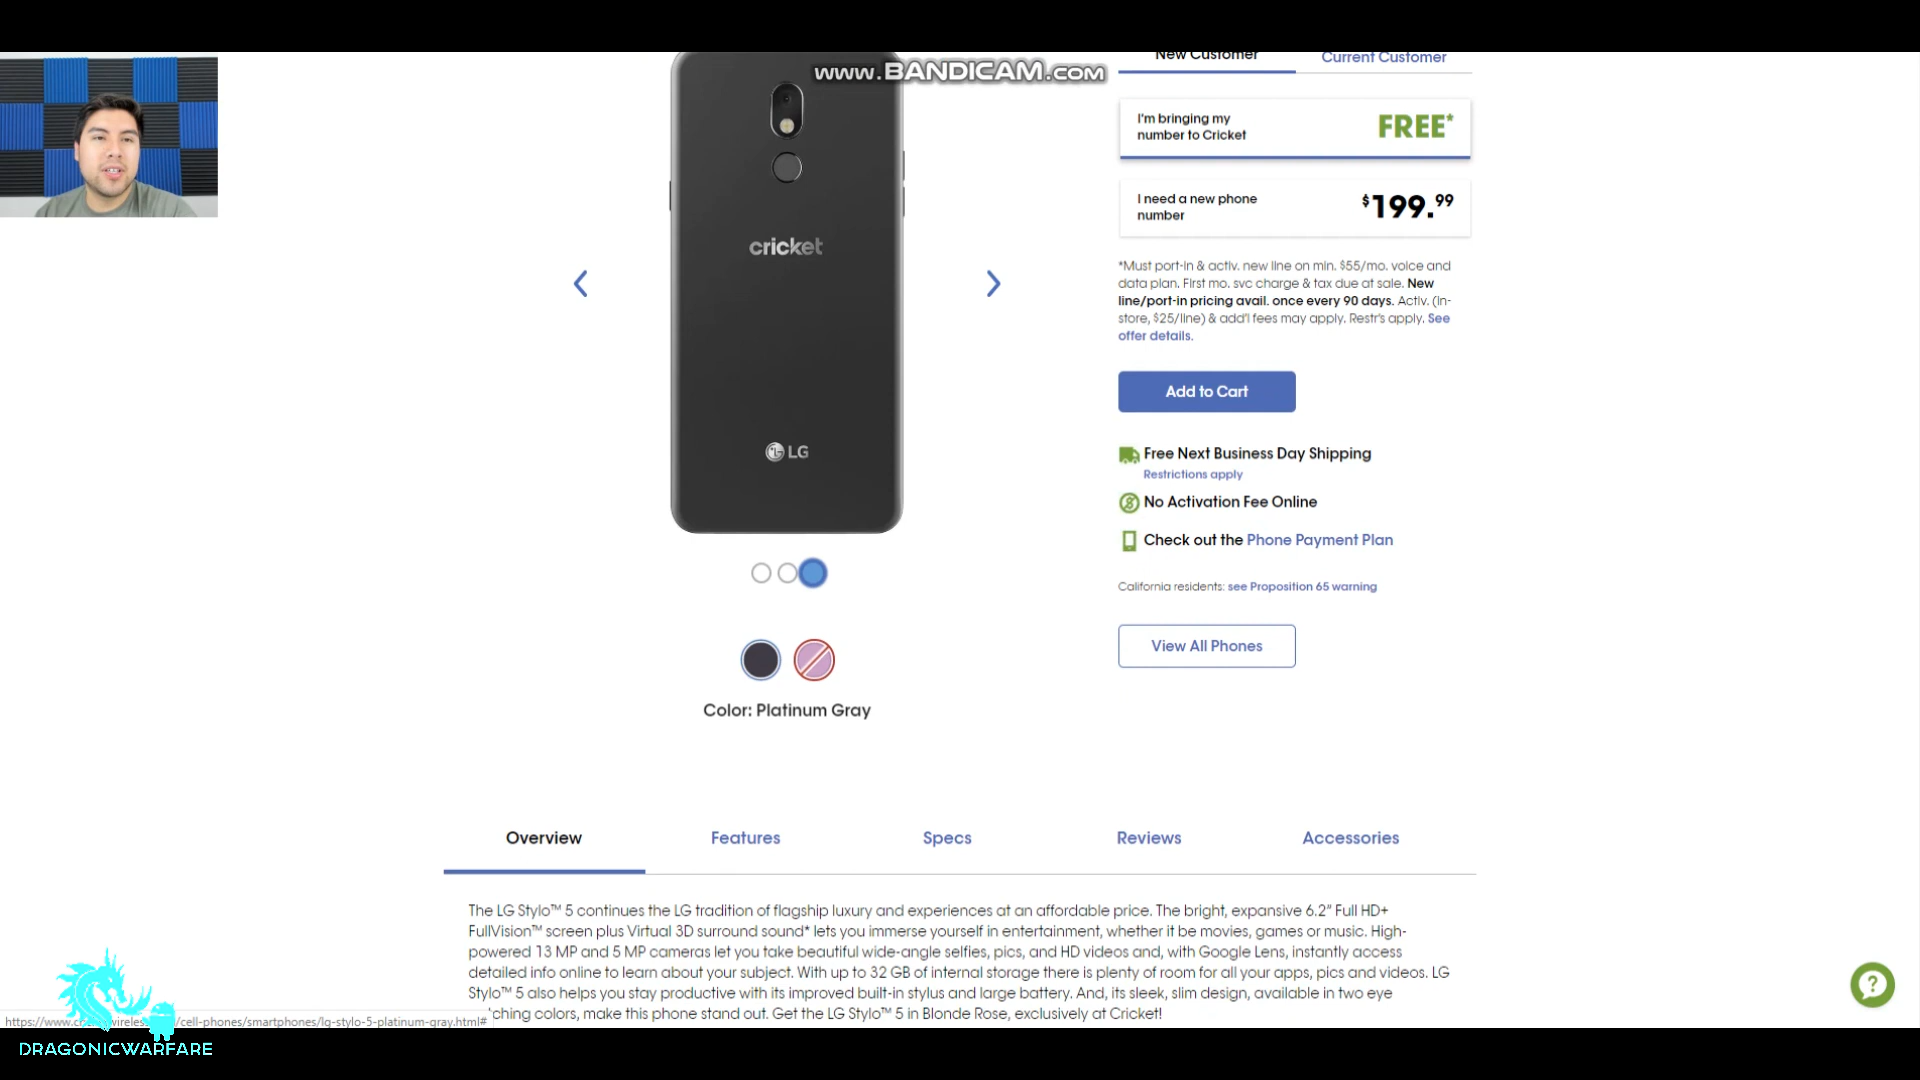 New Customer
Current Customer
www.BANDICAM.com
I'm bringing my
number to Cricket
FREE*
I need a new phone
number
$199.99
cricket
*Must port-in & activ. new line on min. $55/mo. voice and
data plan. First mo. svc charge & tax due at sale. New
line/port-in pricing avail. once every 90 days. Activ. (in-
store, $25/line) & add'l fees may apply. Restr's apply. See
offer details.
Add to Cart
LG
Free Next Business Day Shipping
Restrictions apply
No Activation Fee Online
Check out the Phone Payment Plan
California residents: see Proposition 65 warning
View All Phones
Color: Platinum Gray
Overview
Features
Specs
Reviews
Accessories
The LG Stylo™ 5 continues the LG tradition of flagship luxury and experiences at an affordable price. The bright, expansive 6.2" Full HD+
FullVision™ screen plus Virtual 3D surround sound* lets you immerse yourself in entertainment, whether it be movies, games or music. High-
powered 13 MP and 5 MP cameras let you take beautiful wide-angle selfies, pics, and HD videos and, with Google Lens, instantly access
detailed info online to learn about your subject. With up to 32 GB of internal storage there is plenty of room for all your apps, pics and videos. LG
Stylo™ 5 also helps you stay productive with its improved built-in stylus and large battery. And, its sleek, slim design, available in two eye
tching colors, make this phone stand out. Get the LG Stylo™ 5 in Blonde Rose, exclusively at Cricket!
/cell-phones/smartphones/lg-stylo-5-platinum-gray.html#
DRAGONICWARFARE